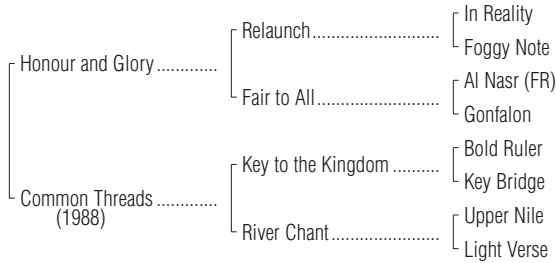 In Reality
Relaunch
Foggy Note
Honour and Glory
Al Nasr (FR)
Fair to All
Gonfalon
Bold Ruler
Key to the Kingdom
Key Bridge
Common Threads
(1988)
Upper Nile
River Chant
Light Verse